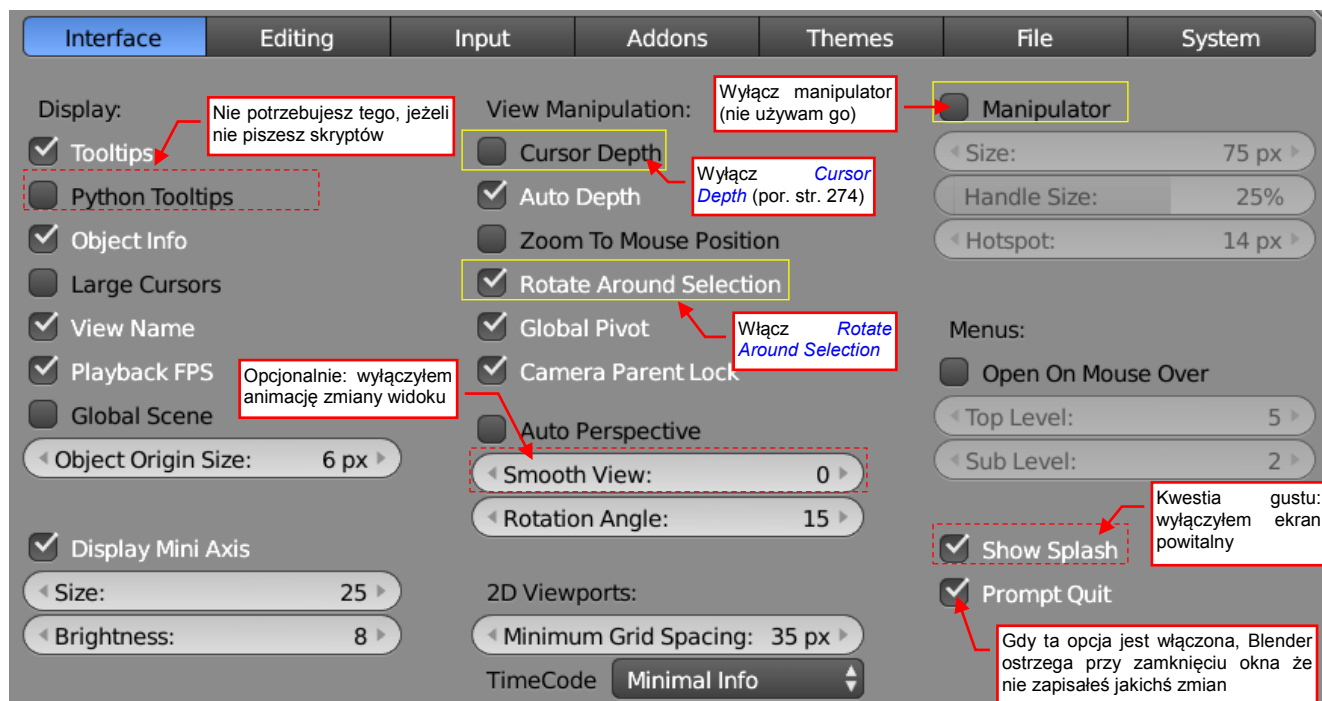 Interface Editing Input Addons Themes File System
Display:
Nie potrzebujesz tego, jeżeli
nie piszesz skryptów
Tooltips
Python Tooltips
Object Info
Large Cursors
View Name
Playback FPS
Global Scene
Object Origin Size: 6 px
Display Mini Axis
Size: 25
Brightness: 8
View Manipulation:
Cursor Depth
Wyłącz Cursor
Depth (por. str. 274)
Auto Depth
Zoom To Mouse Position
Rotate Around Selection
Włącz Rotate
Around Selection
Global Pivot
Camera Parent Lock
Opcjonalnie: wyłączyłem
animację zmiany widoku
Auto Perspective
Smooth View: 0
Rotation Angle: 15
2D Viewports:
Minimum Grid Spacing: 35 px
TimeCode Minimal Info
Wyłącz manipulator
(nie używam go)
Manipulator
Size: 75 px
Handle Size: 25%
Hotspot: 14 px
Menus:
Open On Mouse Over
Top Level: 5
Sub Level: 2
Kwestia gustu:
wyłączyłem ekran
powitalny
Show Splash
Prompt Quit
Gdy ta opcja jest włączona, Blender
ostrzega przy zamknięciu okna że
nie zapisałeś jakichś zmian